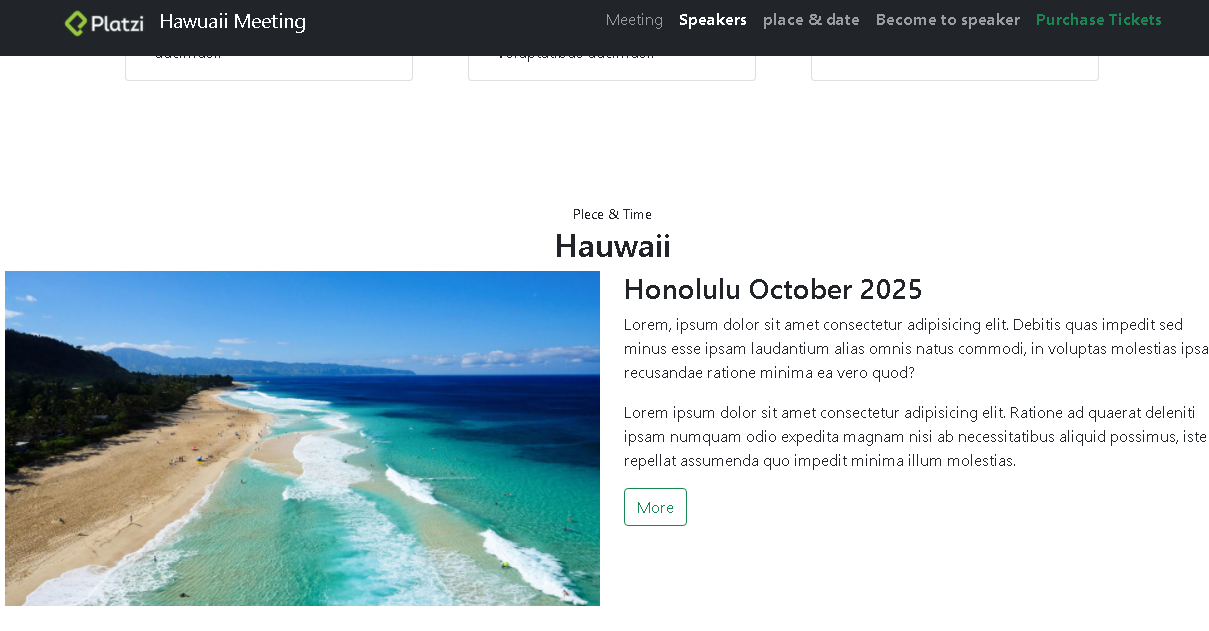 Platzi Hawuaii Meeting Meeting Speakers place & date Become to speaker Purchase Tickets
Plece & Time
Hauwaii
Honolulu October 2025
Lorem, ipsum dolor sit amet consectetur adipisicing elit. Debitis quas impedit sed
minus esse ipsam laudantium alias omnis natus commodi, in voluptas molestias ipsa
recusandae ratione minima ea vero quod?
Lorem ipsum dolor sit amet consectetur adipisicing elit. Ratione ad quaerat deleniti
ipsam numquam odio expedita magnam nisi ab necessitatibus aliquid possimus, iste
repellat assumenda quo impedit minima illum molestias.
More